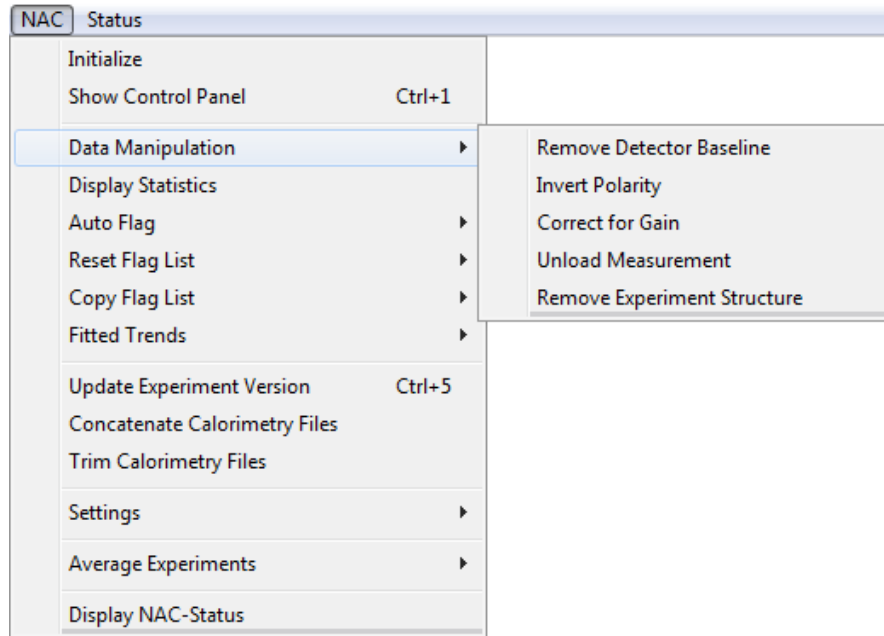 NAC Status
Initialize
Show Control Panel Ctrl+1
Data Manipulation
Display Statistics
Auto Flag
Reset Flag List
Copy Flag List
Fitted Trends
Update Experiment Version Ctrl+5
Concatenate Calorimetry Files
Trim Calorimetry Files
Settings
Average Experiments
Display NAC-Status
Remove Detector Baseline
Invert Polarity
Correct for Gain
Unload Measurement
Remove Experiment Structure